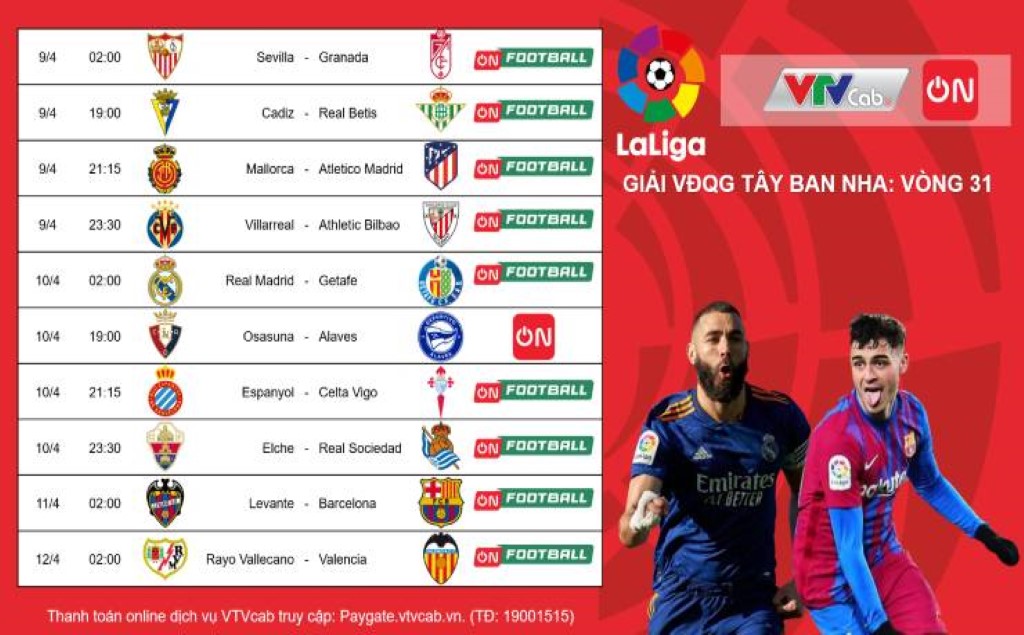 9/4 02:00 Sevilla - Granada ON FOOTBALL
9/4 19:00 Cadiz - Real Betis ON FOOTBALL
9/4 21:15 Mallorca - Atletico Madrid ON FOOTBALL
9/4 23:30 Villarreal - Athletic Bilbao ON FOOTBALL
10/4 02:00 Real Madrid - Getafe ON FOOTBALL
10/4 19:00 Osasuna - Alaves ON
10/4 21:15 Espanyol - Celta Vigo ON FOOTBALL
10/4 23:30 Elche - Real Sociedad ON FOOTBALL
11/4 02:00 Levante - Barcelona ON FOOTBALL
12/4 02:00 Rayo Vallecano - Valencia ON FOOTBALL
Thanh toán online dịch vụ VTVcab truy cập: Paygate.vtvcab.vn. (TĐ: 19001515)
LaLiga
VTVCab ON
GIẢI VĐQG TÂY BAN NHA: VÒNG 31
Emirates
FLY BETTER